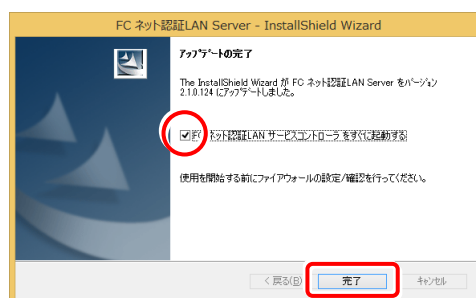 FC ネット認証LAN Server - InstallShield Wizard
ｱｯﾌﾟﾃﾞｰﾄの完了
The InstallShield Wizard が FC ネット認証LAN Server をﾊﾞｰｼﾞｮﾝ
2.1.0.124 にｱｯﾌﾟﾃﾞｰﾄしました。
FC ネット認証LAN サービスコントローラ をすぐに起動する
使用を開始する前にファイアウォールの設定/確認を行ってください。
< 戻る(B)
完了
キャンセル